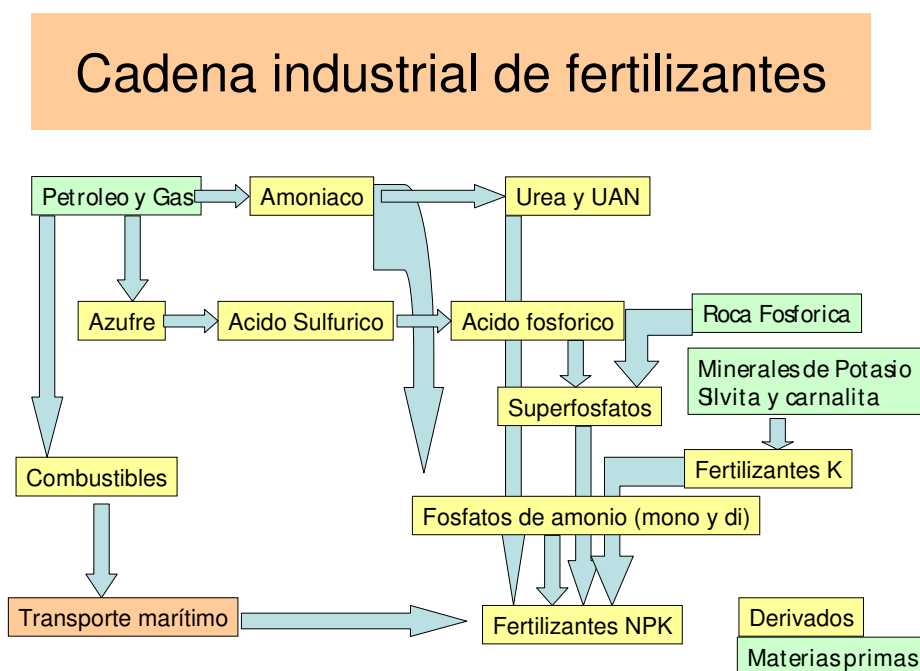 Cadena industrial de fertilizantes
Petroleo y Gas
Amoniaco
Urea y UAN
Azufre
Acido Sulfurico
Acido fosforico
Roca Fosforica
Minerales de Potasio
Silvita y carnalita
Superfosfatos
Combustibles
Fertilizantes K
Fosfatos de amonio (mono y di)
Transporte marítimo
Fertilizantes NPK
Derivados
Materias primas